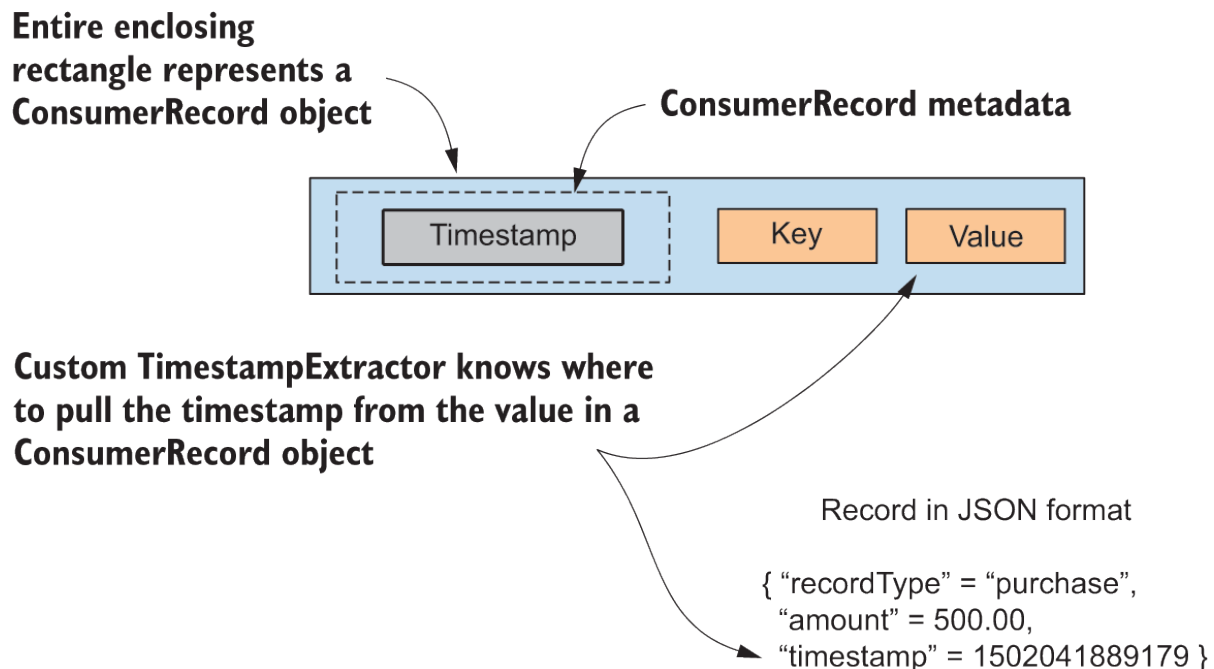 Entire enclosing
rectangle represents a
ConsumerRecord object
ConsumerRecord metadata
Timestamp
Key
Value
Custom TimestampExtractor knows where
to pull the timestamp from the value in a
ConsumerRecord object
Record in JSON format
{ “recordType” = “purchase”,
“amount” = 500.00,
“timestamp” = 1502041889179 }